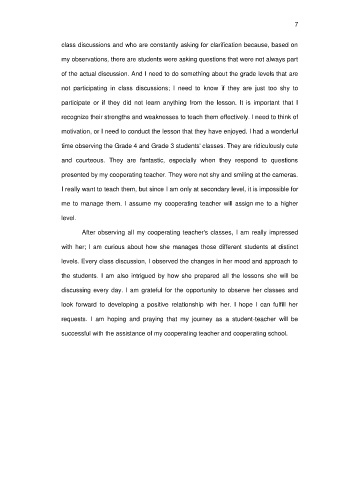 7
class discussions and who are constantly asking for clarification because, based on
my observations, there are students were asking questions that were not always part
of the actual discussion. And I need to do something about the grade levels that are
not participating in class discussions; I need to know if they are just too shy to
participate or if they did not learn anything from the lesson. It is important that I
recognize their strengths and weaknesses to teach them effectively. I need to think of
motivation, or I need to conduct the lesson that they have enjoyed. I had a wonderful
time observing the Grade 4 and Grade 3 students' classes. They are ridiculously cute
and courteous. They are fantastic, especially when they respond to questions
presented by my cooperating teacher. They were not shy and smiling at the cameras.
I really want to teach them, but since I am only at secondary level, it is impossible for
me to manage them. I assume my cooperating teacher will assign me to a higher
level.
After observing all my cooperating teacher's classes, I am really impressed
with her; I am curious about how she manages those different students at distinct
levels. Every class discussion, I observed the changes in her mood and approach to
the students. I am also intrigued by how she prepared all the lessons she will be
discussing every day. I am grateful for the opportunity to observe her classes and
look forward to developing a positive relationship with her. I hope I can fulfill her
requests. I am hoping and praying that my journey as a student-teacher will be
successful with the assistance of my cooperating teacher and cooperating school.